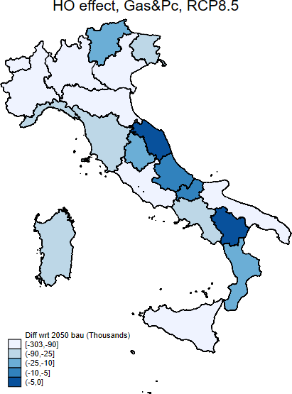 HO effect, Gas&Pc, RCP8.5
Diff wrt 2050 bau (Thousands)
[-303,-90]
(-90,-25]
(-25,-10]
(-10,-5]
(-5,0]